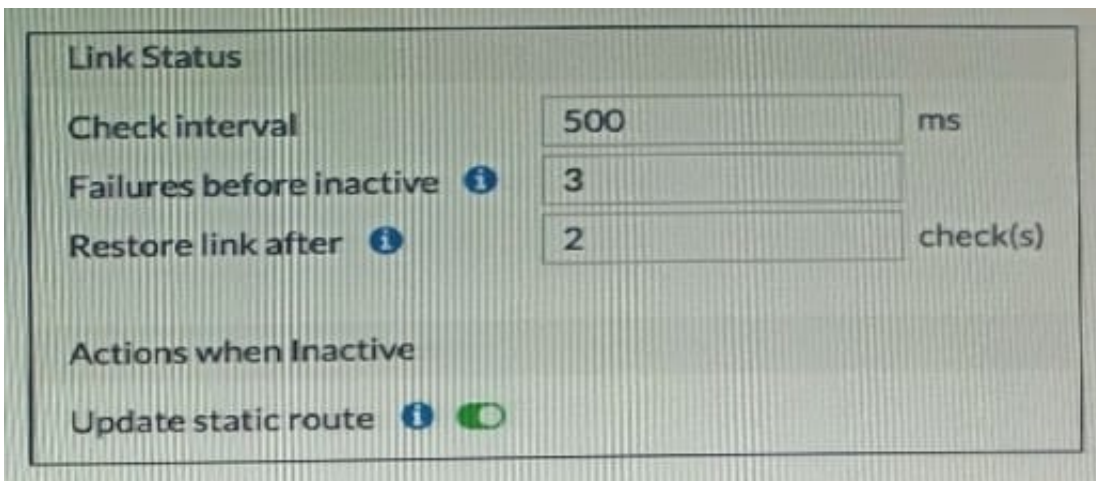 Link Status
Check interval 500 ms
Failures before inactive 3
Restore link after 2 check(s)
Actions when Inactive
Update static route